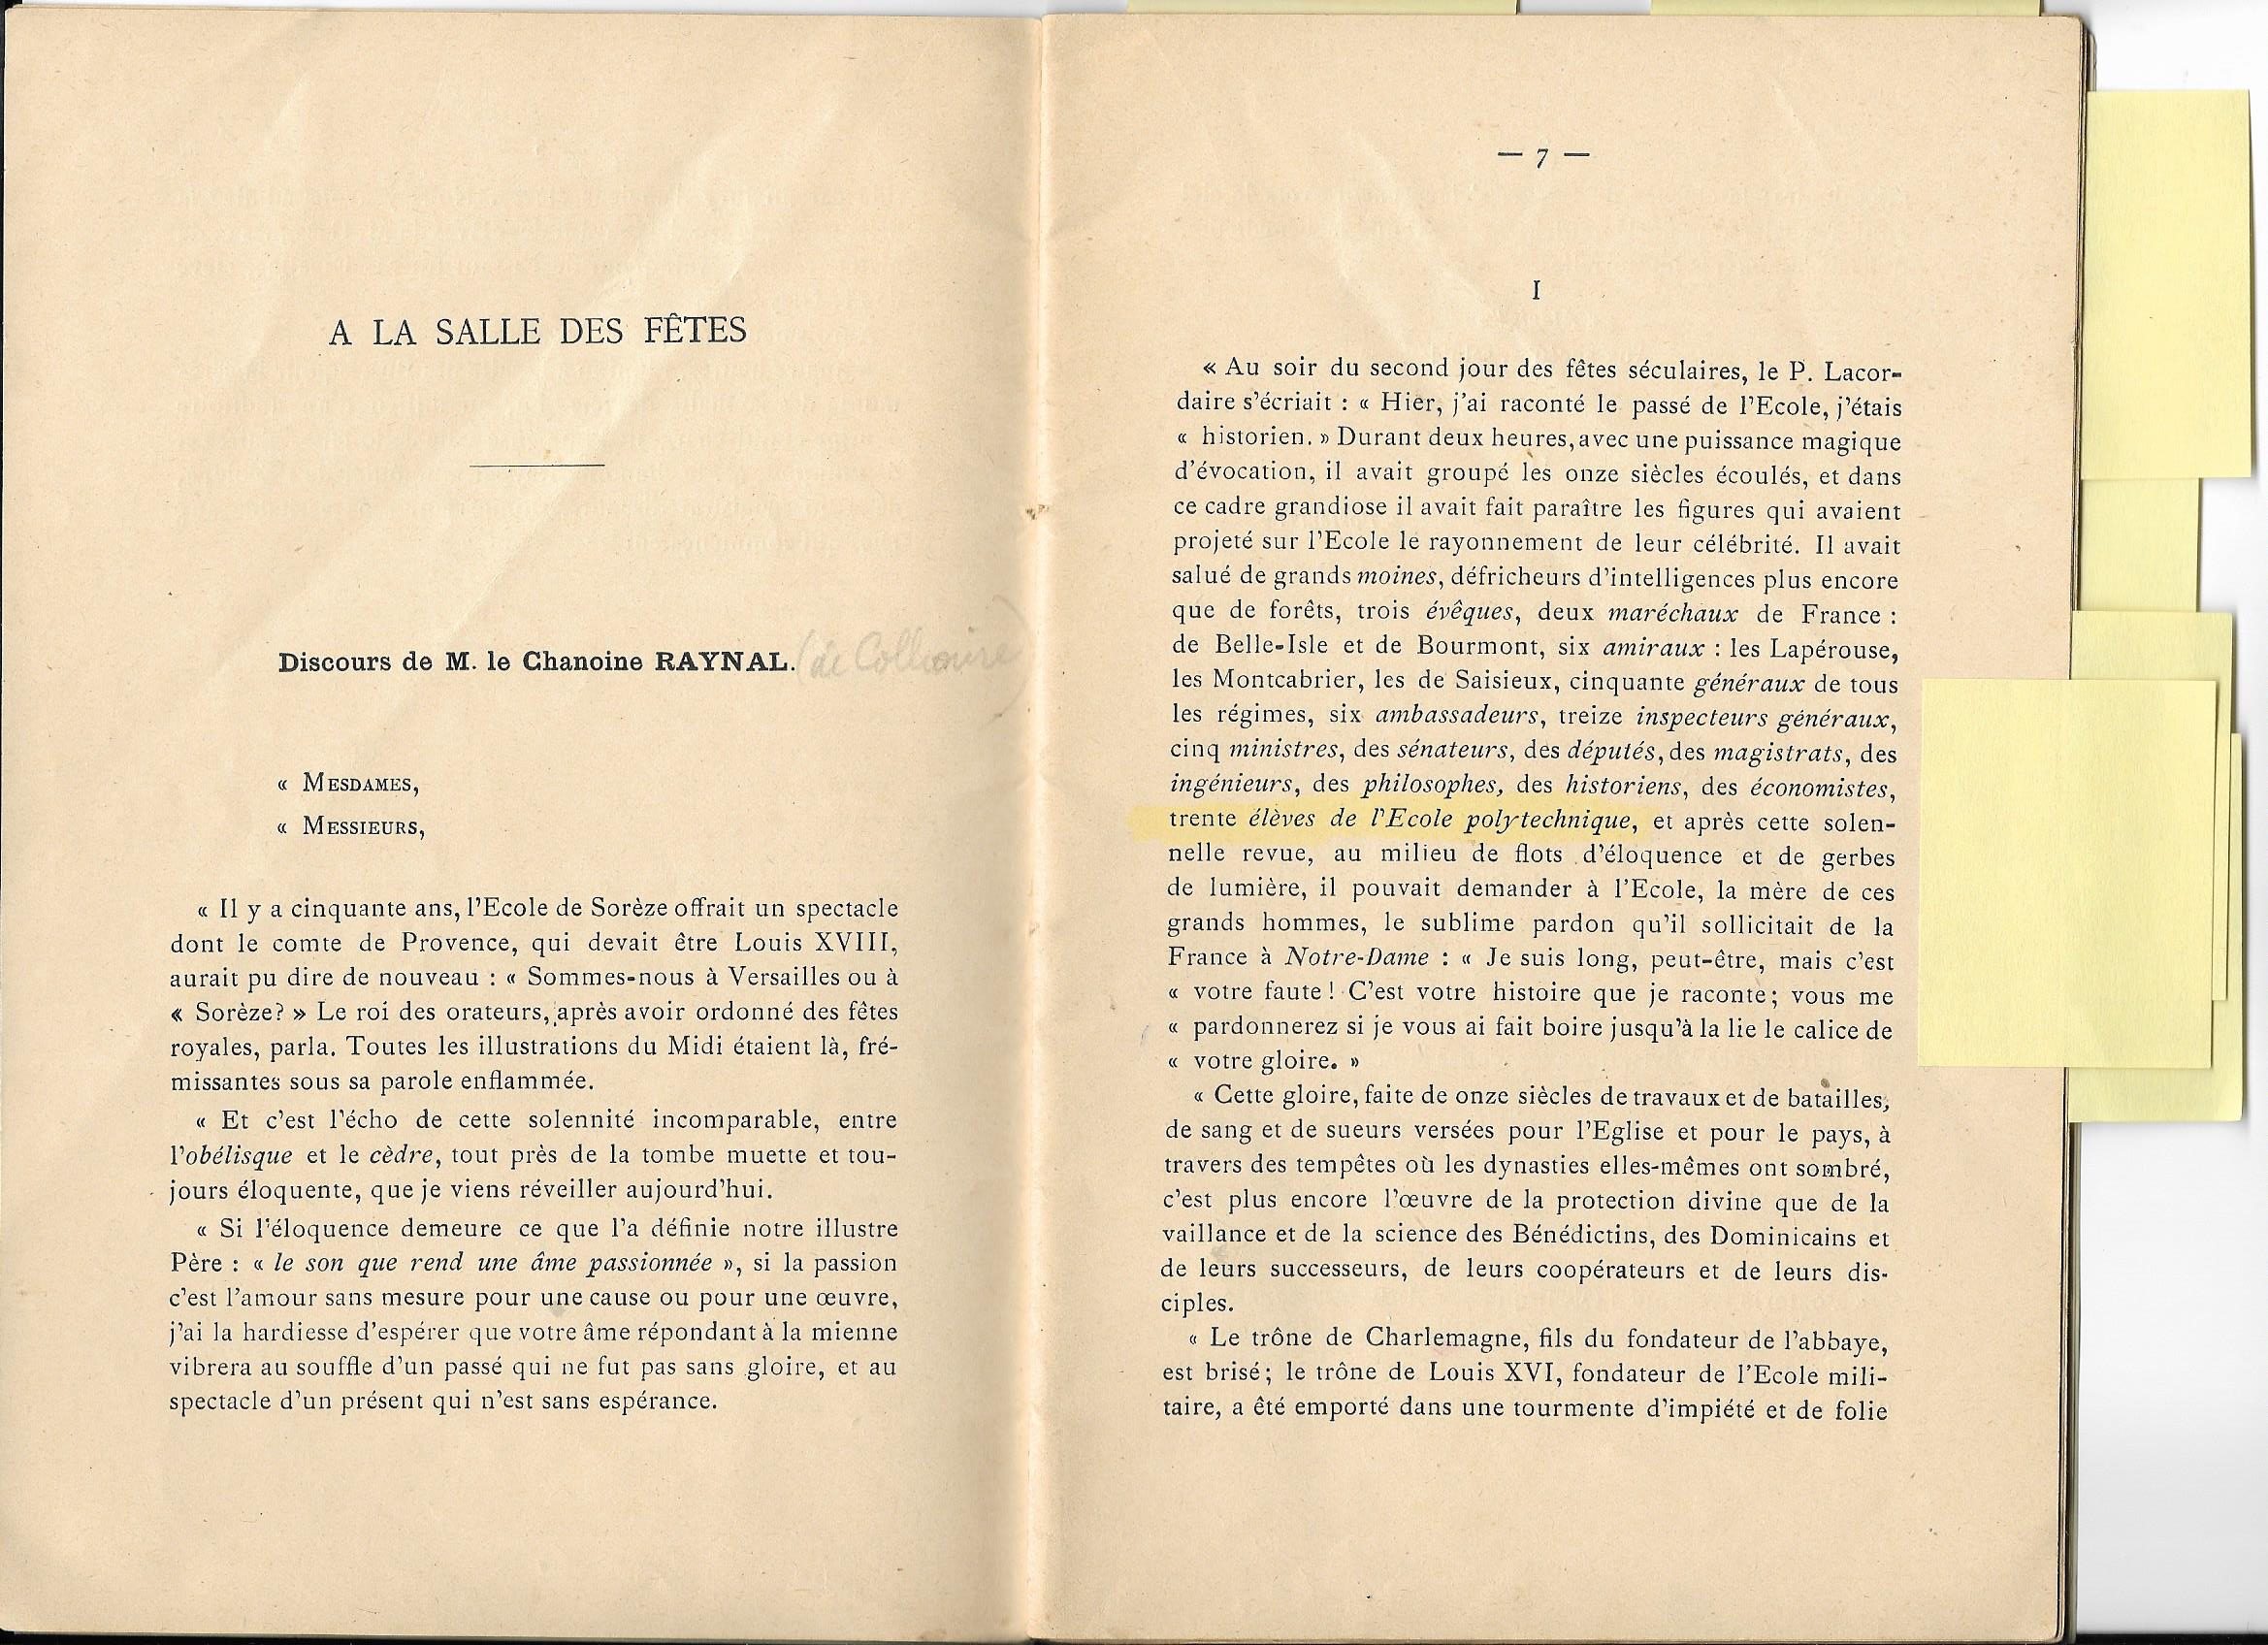 A LA SALLE DES FÊTES
Discours de M. le Chanoine RAYNAL. (de Collioure)
« MESDAMES,
« MESSIEURS,
« Il y a cinquante ans, l'Ecole de Sorèze offrait un spectacle
dont le comte de Provence, qui devait être Louis XVIII,
aurait pu dire de nouveau : « Sommes-nous à Versailles ou à
« Sorèze? » Le roi des orateurs, après avoir ordonné des fêtes
royales, parla. Toutes les illustrations du Midi étaient là, fré-
missantes sous sa parole enflammée.
« Et c'est l'écho de cette solennité incomparable, entre
l'obélisque et le cèdre, tout près de la tombe muette et tou-
jours éloquente, que je viens réveiller aujourd'hui.
« Si l'éloquence demeure ce que l'a définie notre illustre
Père : « le son que rend une âme passionnée », si la passion
c'est l'amour sans mesure pour une cause ou pour une œuvre,
j'ai la hardiesse d'espérer que votre âme répondant à la mienne
vibrera au souffle d'un passé qui ne fut pas sans gloire, et au
spectacle d'un présent qui n'est sans espérance.
— 7 —
I
« Au soir du second jour des fêtes séculaires, le P. Lacor-
daire s'écriait : « Hier, j'ai raconté le passé de l'Ecole, j'étais
« historien. » Durant deux heures, avec une puissance magique
d'évocation, il avait groupé les onze siècles écoulés, et dans
ce cadre grandiose il avait fait paraître les figures qui avaient
projeté sur l'Ecole le rayonnement de leur célébrité. Il avait
salué de grands moines, défricheurs d'intelligences plus encore
que de forêts, trois évêques, deux maréchaux de France :
de Belle-Isle et de Bourmont, six amiraux : les Lapérouse,
les Montcabrier, les de Saisieux, cinquante généraux de tous
les régimes, six ambassadeurs, treize inspecteurs généraux,
cinq ministres, des sénateurs, des députés, des magistrats, des
ingénieurs, des philosophes, des historiens, des économistes,
trente élèves de l'Ecole polytechnique, et après cette solen-
nelle revue, au milieu de flots d'éloquence et de gerbes
de lumière, il pouvait demander à l'Ecole, la mère de ces
grands hommes, le sublime pardon qu'il sollicitait de la
France à Notre-Dame : « Je suis long, peut-être, mais c'est
« votre faute ! C'est votre histoire que je raconte ; vous me
« pardonnerez si je vous ai fait boire jusqu'à la lie le calice de
« votre gloire. »
« Cette gloire, faite de onze siècles de travaux et de batailles,
de sang et de sueurs versées pour l'Eglise et pour le pays, à
travers des tempêtes où les dynasties elles-mêmes ont sombré,
c'est plus encore l'œuvre de la protection divine que de la
vaillance et de la science des Bénédictins, des Dominicains et
de leurs successeurs, de leurs coopérateurs et de leurs dis-
ciples.
« Le trône de Charlemagne, fils du fondateur de l'abbaye,
est brisé ; le trône de Louis XVI, fondateur de l'Ecole mili-
taire, a été emporté dans une tourmente d'impiété et de folie